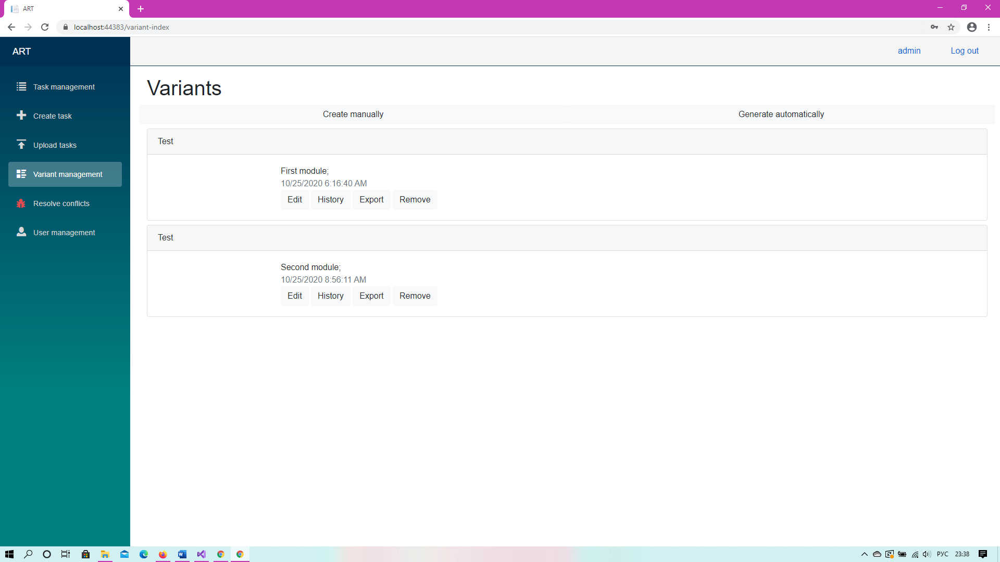 ART
localhost:44383/variant-index
ART
admin
Log out
Task management
Create task
Upload tasks
Variant management
Resolve conflicts
User management
Variants
Create manually
Generate automatically
Test
First module;
10/25/2020 6:16:40 AM
Edit
History
Export
Remove
Test
Second module;
10/25/2020 8:56:11 AM
Edit
History
Export
Remove
РУС
23:38